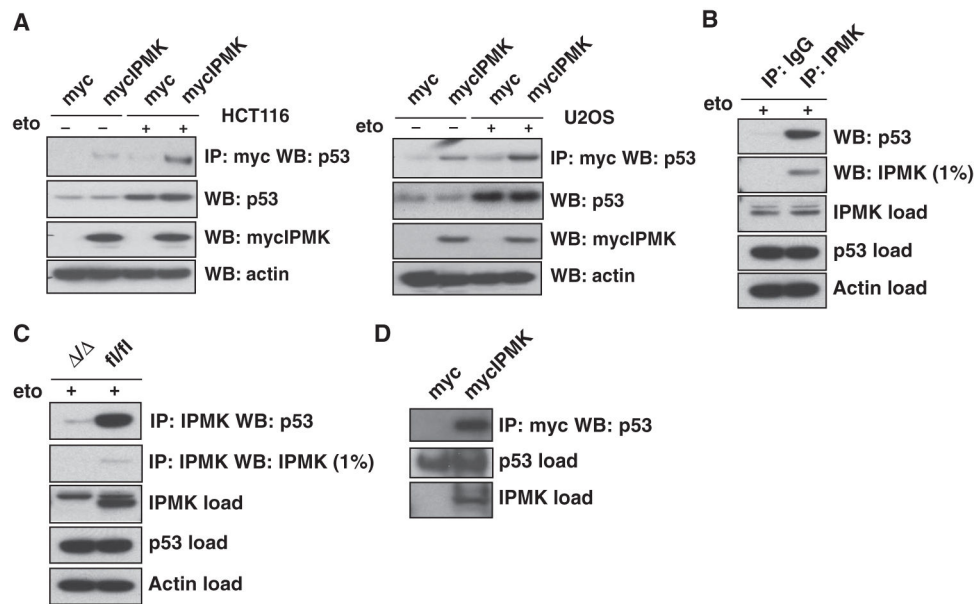 A
myc
mycIPMK
myc
mycIPMK
HCT116
eto – – + +
IP: myc WB: p53
WB: p53
WB: mycIPMK
WB: actin
myc
mycIPMK
myc
mycIPMK
U2OS
eto – – + +
IP: myc WB: p53
WB: p53
WB: mycIPMK
WB: actin
B
IP: IgG
IP: IPMK
eto + +
WB: p53
WB: IPMK (1%)
IPMK load
p53 load
Actin load
C
Δ/Δ
fl/fl
eto + +
IP: IPMK WB: p53
IP: IPMK WB: IPMK (1%)
IPMK load
p53 load
Actin load
D
myc
mycIPMK
IP: myc WB: p53
p53 load
IPMK load